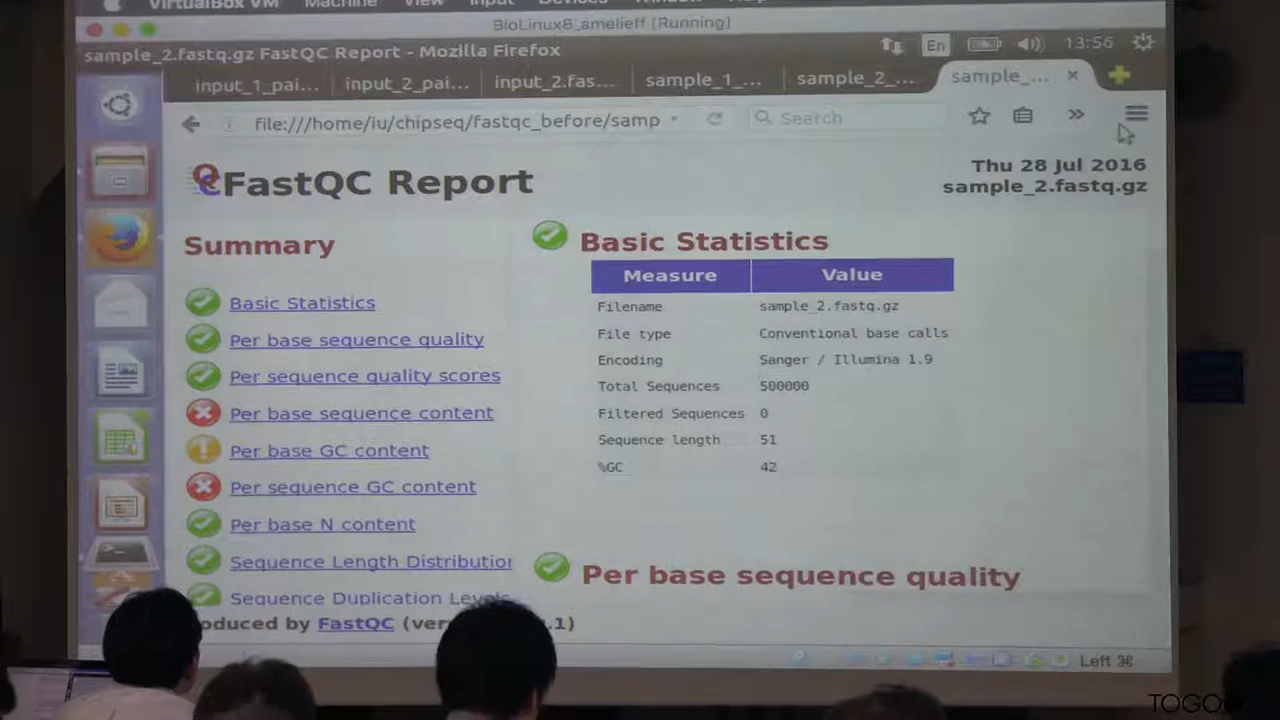 VirtualBox VM Machine View Input Devices Window Help
BioLinux8_amelieff [Running]
sample_2.fastq.gz FastQC Report - Mozilla Firefox
En
13:56
input_1_pai...
input_2_pai...
input_2.fas...
sample_1_...
sample_2_...
sample_...
file:///home/iu/chipseq/fastqc_before/samp
Search
FastQC Report
Thu 28 Jul 2016
sample_2.fastq.gz
Summary
Basic Statistics
Per base sequence quality
Per sequence quality scores
Per base sequence content
Per base GC content
Per sequence GC content
Per base N content
Sequence Length Distribution
Sequence Duplication Levels
Basic Statistics
Measure Value
Filename sample_2.fastq.gz
File type Conventional base calls
Encoding Sanger / Illumina 1.9
Total Sequences 500000
Filtered Sequences 0
Sequence length 51
%GC 42
Per base sequence quality
oduced by FastQC (ver .1)
Left ⌘
TOGO